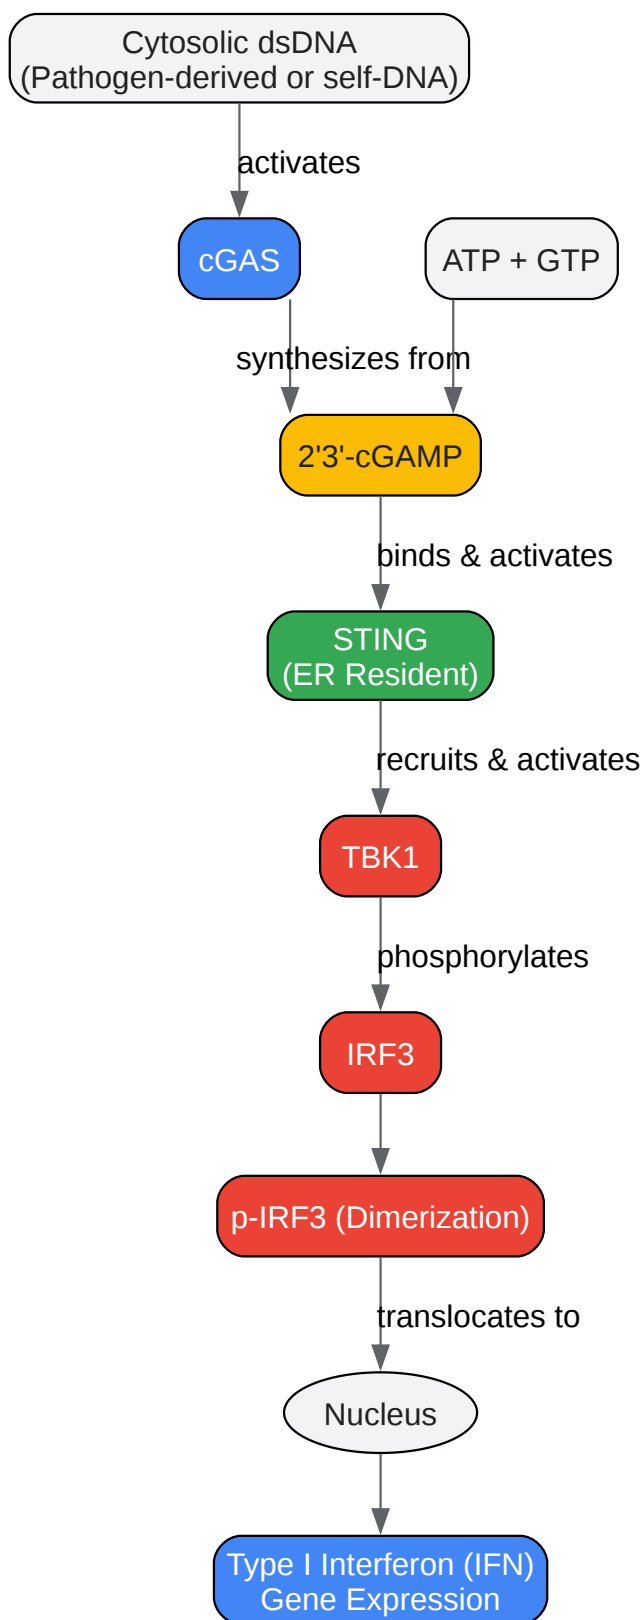 Cytosolic dsDNA
(Pathogen-derived or self-DNA)
activates
cGAS
ATP + GTP
synthesizes from
2'3'-cGAMP
binds & activates
STING
(ER Resident)
recruits & activates
TBK1
phosphorylates
IRF3
p-IRF3 (Dimerization)
translocates to
Nucleus
Type I Interferon (IFN)
Gene Expression